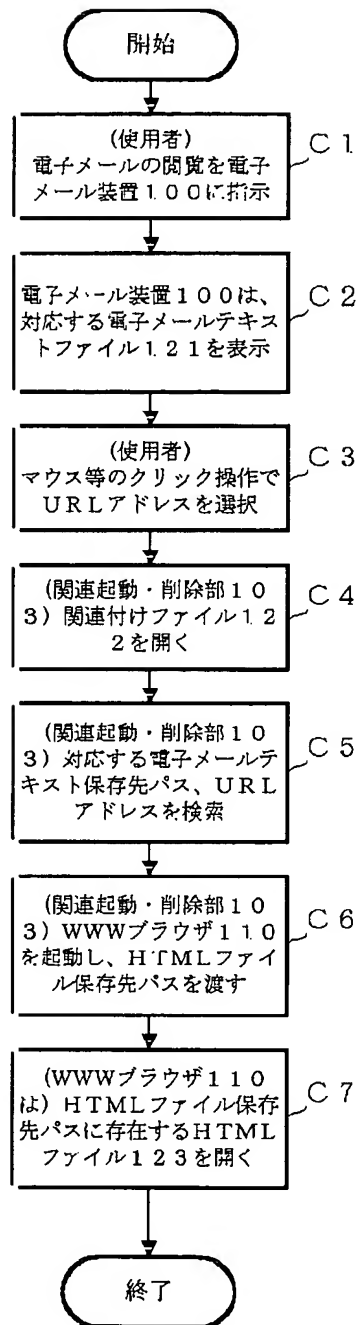 開始
(使用者)
電子メールの閲覧を電子
メール装置100に指示
C1
電子メール装置100は、
対応する電子メールテキス
トファイル121を表示
C2
(使用者)
マウス等のクリック操作で
URLアドレスを選択
C3
(関連起動・削除部10
3)関連付けファイル12
2を開く
C4
(関連起動・削除部10
3)対応する電子メールテ
キスト保存先パス、URL
アドレスを検索
C5
(関連起動・削除部10
3)WWWブラウザ110
を起動し、HTMLファイ
ル保存先パスを渡す
C6
(WWWブラウザ110
は)HTMLファイル保存
先パスに存在するHTML
ファイル123を開く
C7
終了